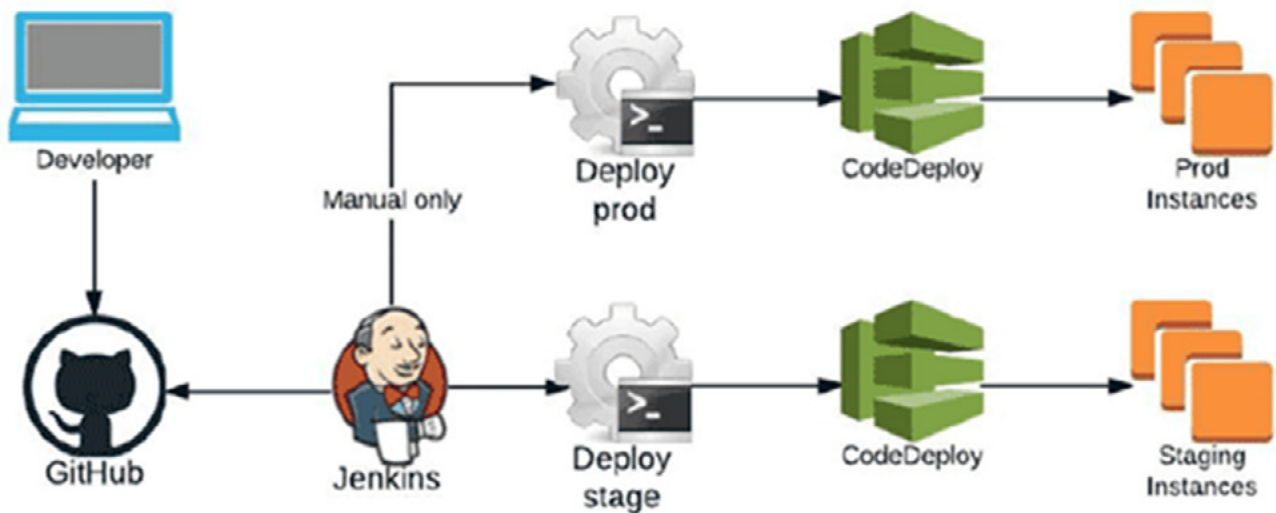 Developer
Manual only
>_
Deploy
prod
CodeDeploy
Prod
Instances
GitHub
Jenkins
>_
Deploy
stage
CodeDeploy
Staging
Instances